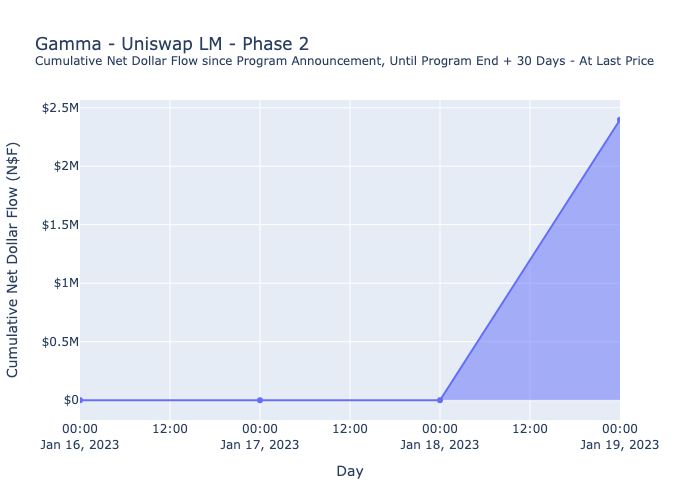 Gamma - Uniswap LM - Phase 2
Cumulative Net Dollar Flow since Program Announcement, Until Program End + 30 Days - At Last Price
Cumulative Net Dollar Flow (N$F)
$2.5M
$2M
$1.5M
$1M
$0.5M
$0
00:00 12:00 00:00 12:00 00:00 12:00 00:00
Jan 16, 2023 Jan 17, 2023 Jan 18, 2023 Jan 19, 2023
Day